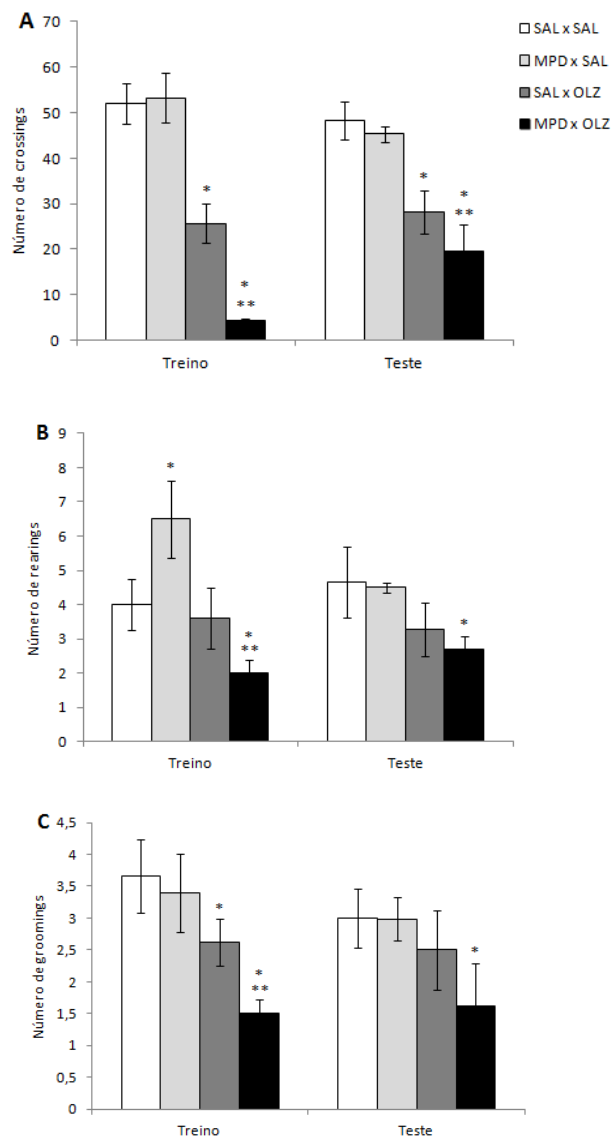 A
Número de crossings
70
60
50
40
30
20
10
0
*
*
**
*
*
**
Treino
Teste
SAL x SAL
MPD x SAL
SAL x OLZ
MPD x OLZ
B
Número de rearings
9
8
7
6
5
4
3
2
1
0
*
*
**
*
Treino
Teste
C
Número de groomings
4,5
4
3,5
3
2,5
2
1,5
1
0,5
0
*
*
**
*
Treino
Teste